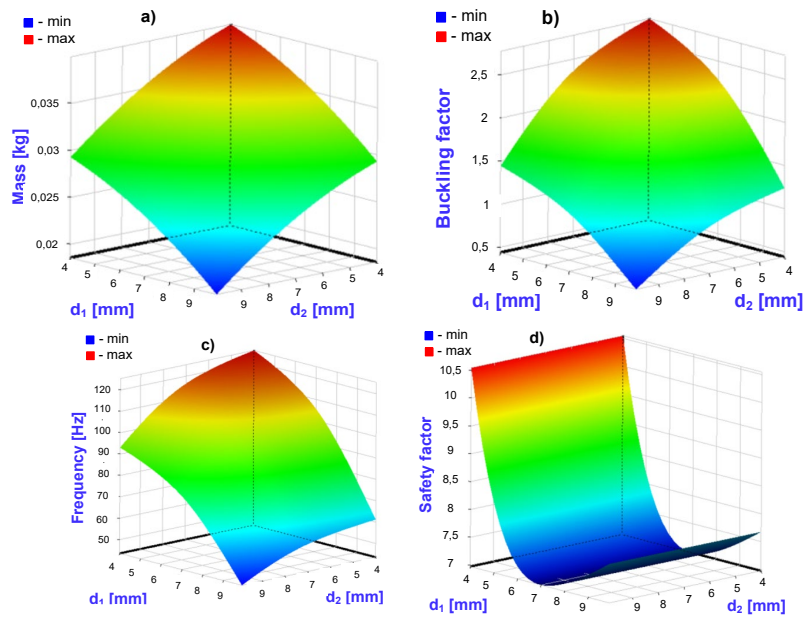 a)
- min
- max
0,035
0,03
0,025
0,02
Mass [kg]
4 5 6 7 8 9
9 8 7 6 5 4
d₁ [mm]
d₂ [mm]
b)
- min
- max
2,5
2
1,5
1
0,5
Buckling factor
4 5 6 7 8 9
9 8 7 6 5 4
d₁ [mm]
d₂ [mm]
c)
- min
- max
120
110
100
90
80
70
60
50
Frequency [Hz]
4 5 6 7 8 9
9 8 7 6 5 4
d₁ [mm]
d₂ [mm]
d)
- min
- max
10,5
10
9,5
9
8,5
8
7,5
7
Safety factor
4 5 6 7 8 9
9 8 7 6 5 4
d₁ [mm]
d₂ [mm]